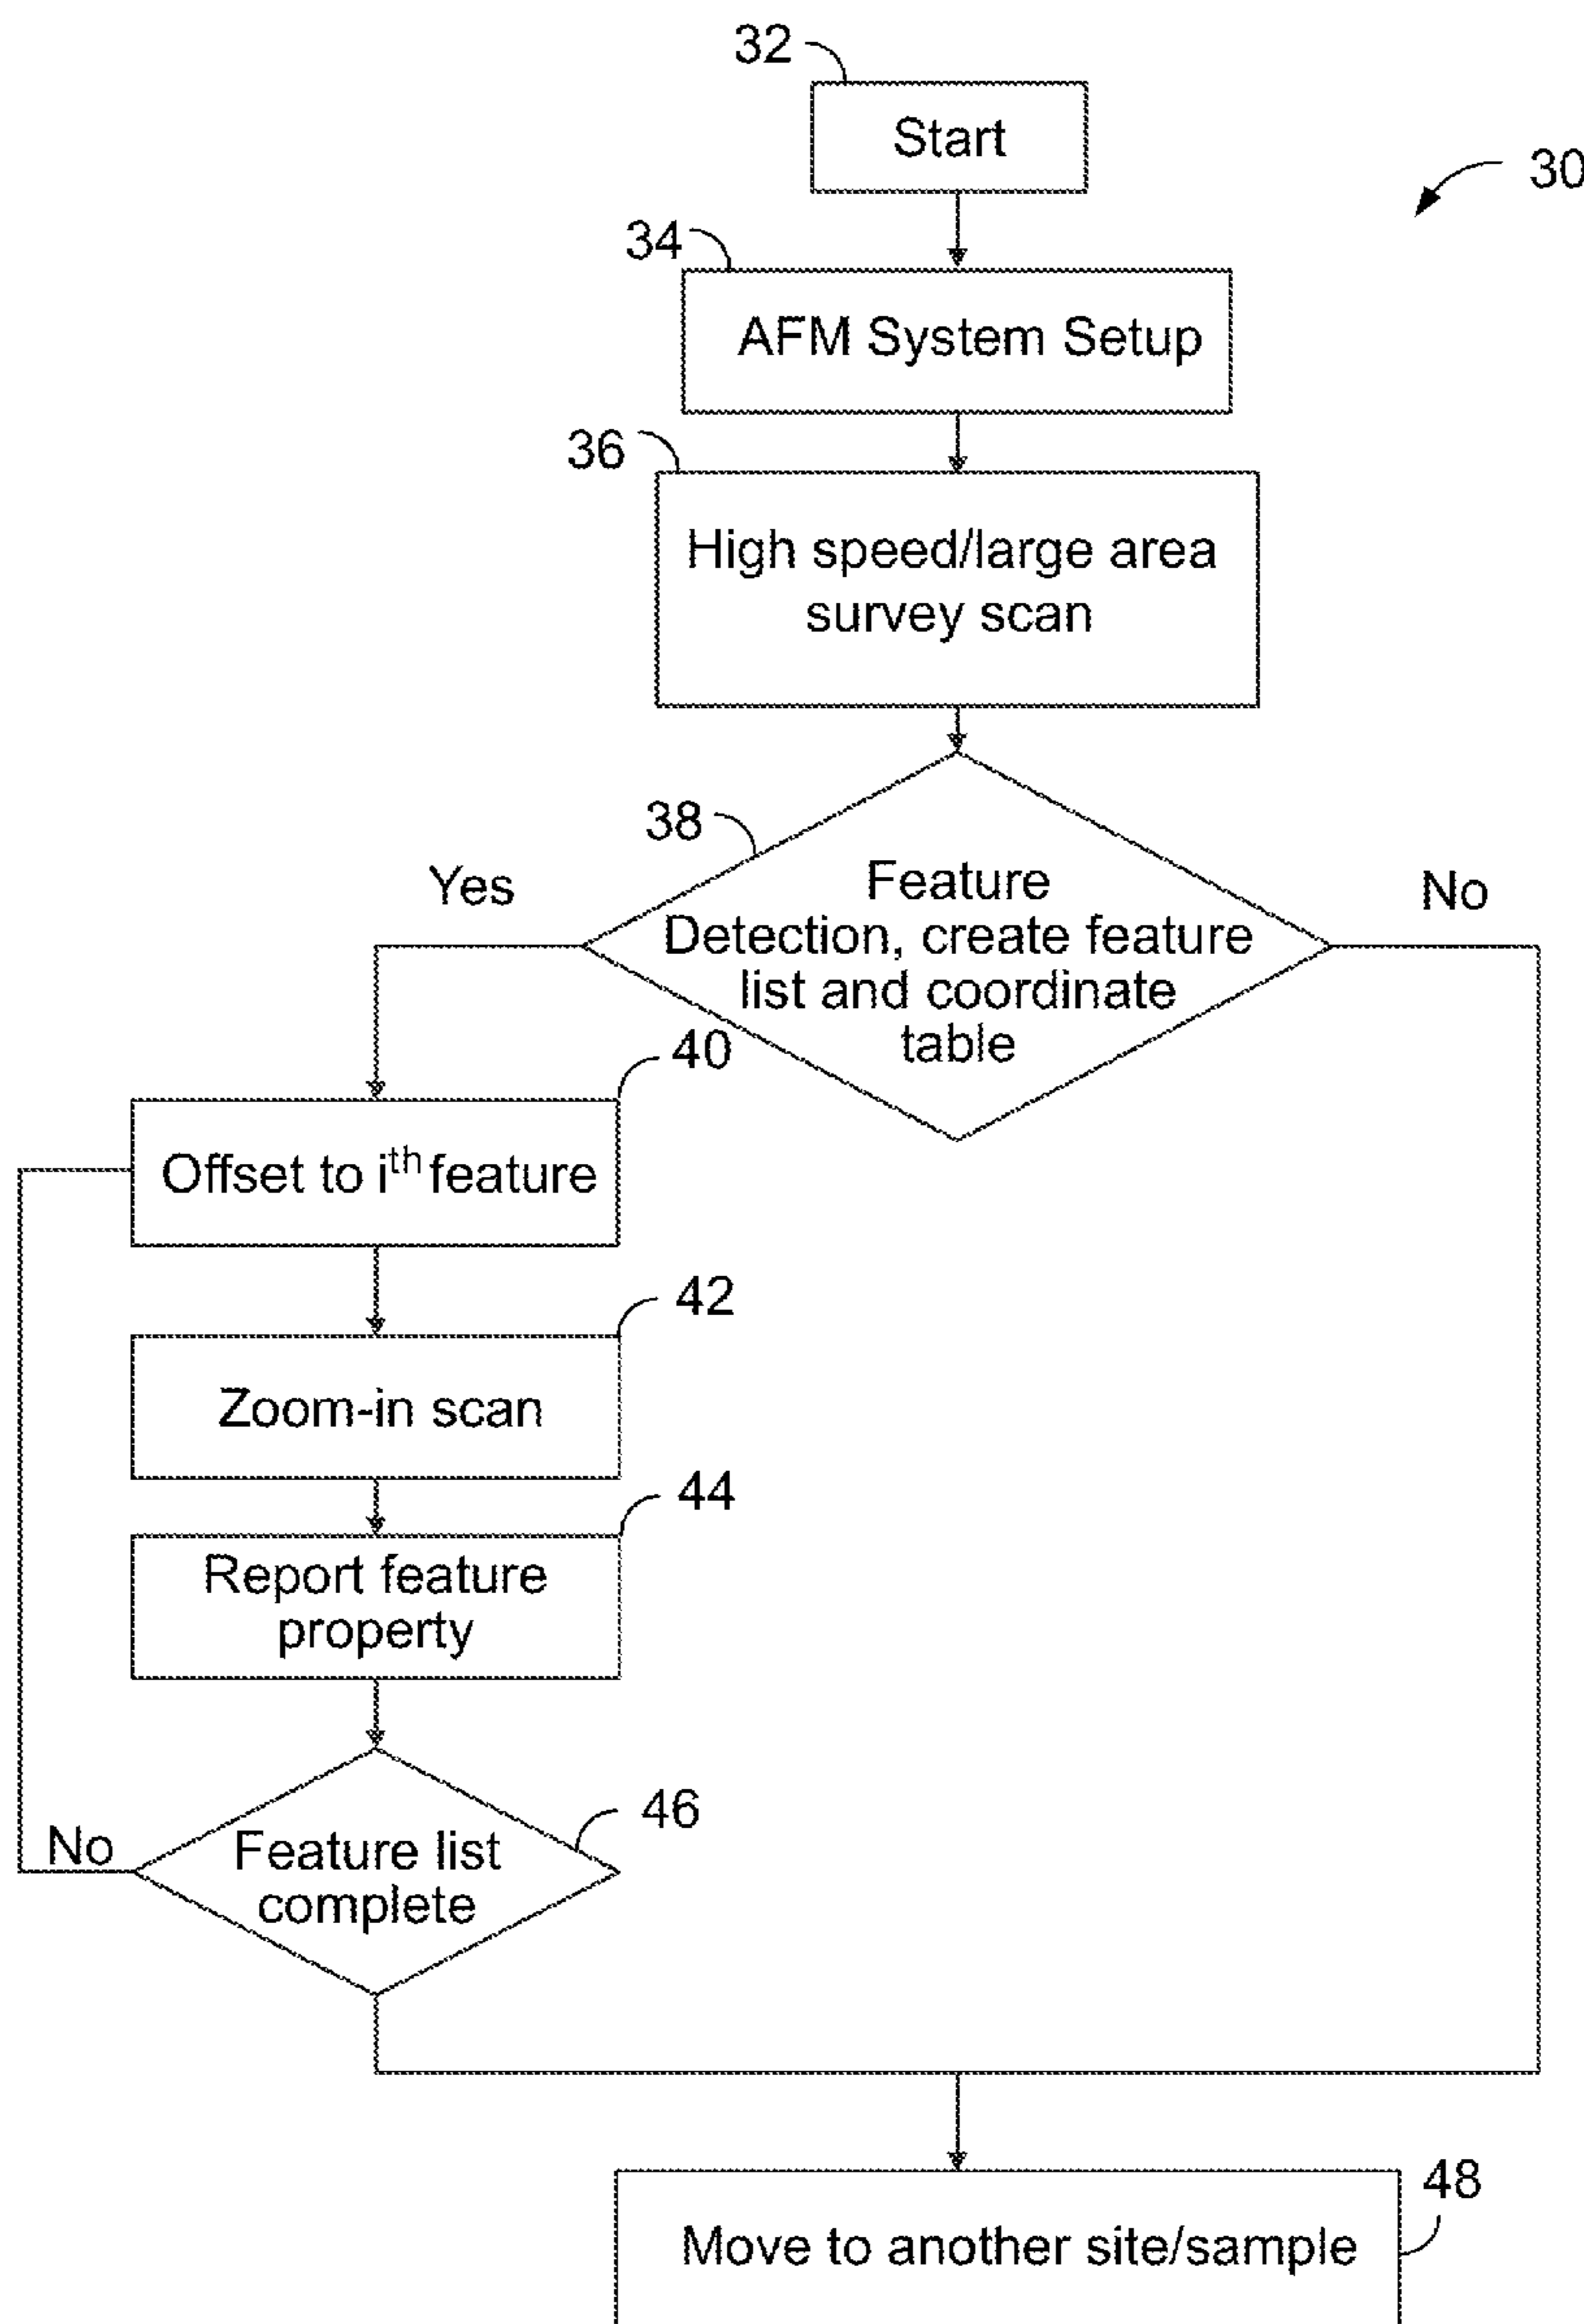 32
Start
30
34
AFM System Setup
36
High speed/large area
survey scan
38
Yes
No
Feature
Detection, create feature
list and coordinate
table
40
Offset to ith feature
42
Zoom-in scan
44
Report feature
property
46
No
Feature list
complete
48
Move to another site/sample